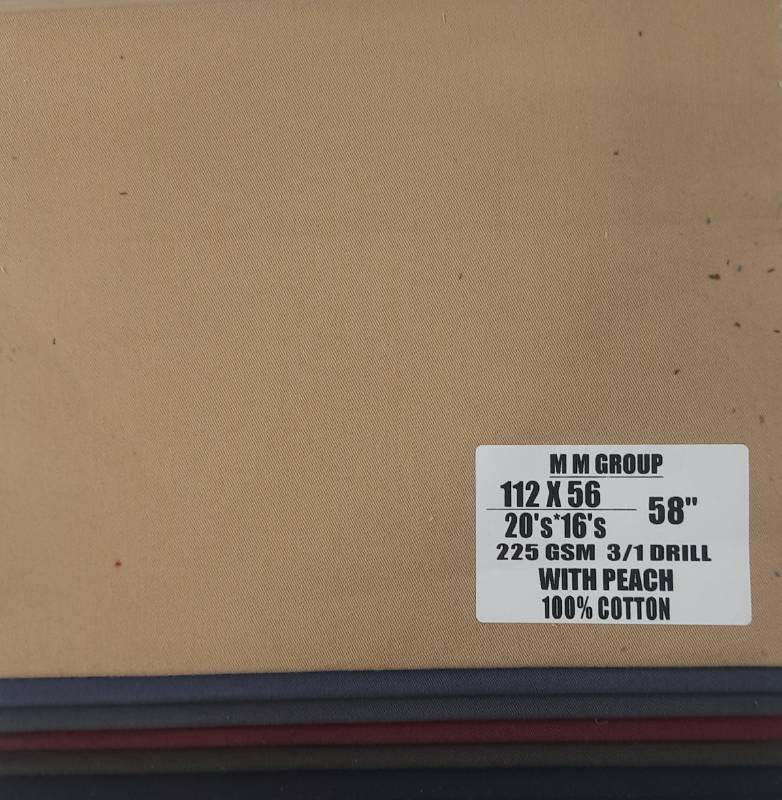 M M GROUP
112 X 56
20's*16's
58"
225 GSM 3/1 DRILL
WITH PEACH
100% COTTON